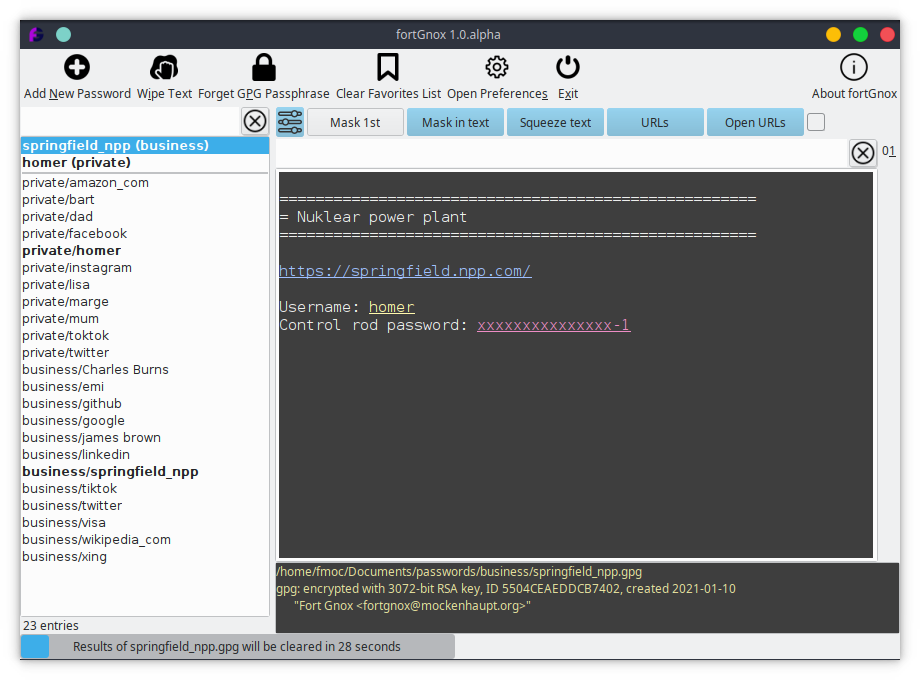 fortGnox 1.0.alpha
Add New Password Wipe Text Forget GPG Passphrase Clear Favorites List Open Preferences Exit About fortGnox
Mask 1st Mask in text Squeeze text URLs Open URLs
01
springfield_npp (business)
homer (private)
private/amazon_com
private/bart
private/dad
private/facebook
private/homer
private/instagram
private/lisa
private/marge
private/mum
private/toktok
private/twitter
business/Charles Burns
business/emi
business/github
business/google
business/james brown
business/linkedin
business/springfield_npp
business/tiktok
business/twitter
business/visa
business/wikipedia_com
business/xing
23 entries
=====================================================
= Nuklear power plant
=====================================================
https://springfield.npp.com/
Username: homer
Control rod password: xxxxxxxxxxxxxxx-1
/home/fmoc/Documents/passwords/business/springfield_npp.gpg
gpg: encrypted with 3072-bit RSA key, ID 5504CEAEDDCB7402, created 2021-01-10
"Fort Gnox <fortgnox@mockenhaupt.org>"
Results of springfield_npp.gpg will be cleared in 28 seconds